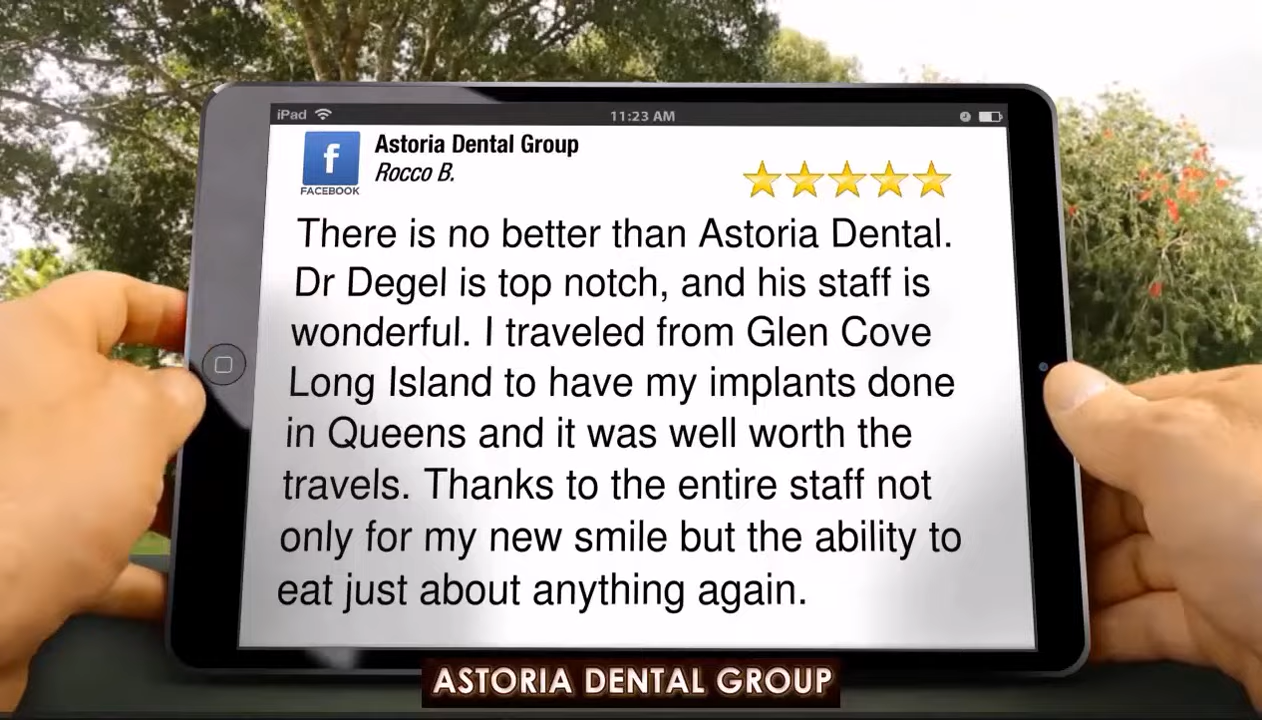 iPad
11:23 AM
f
FACEBOOK
Astoria Dental Group
Rocco B.
There is no better than Astoria Dental.
Dr Degel is top notch, and his staff is
wonderful. I traveled from Glen Cove
Long Island to have my implants done
in Queens and it was well worth the
travels. Thanks to the entire staff not
only for my new smile but the ability to
eat just about anything again.
ASTORIA DENTAL GROUP